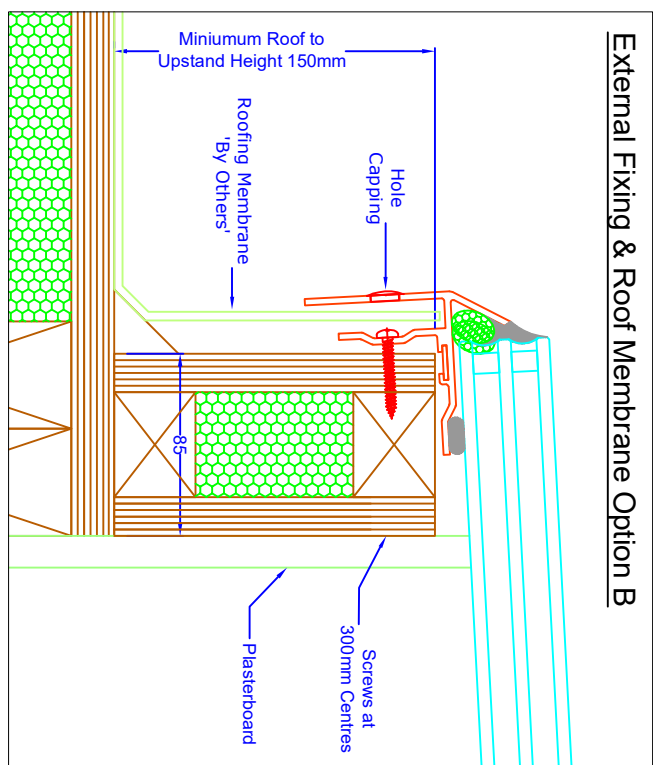 External Fixing & Roof Membrane Option B
Miniumum Roof to
Upstand Height 150mm
Roofing Membrane
'By Others'
Hole
Capping
85
Screws at
300mm Centres
Plasterboard